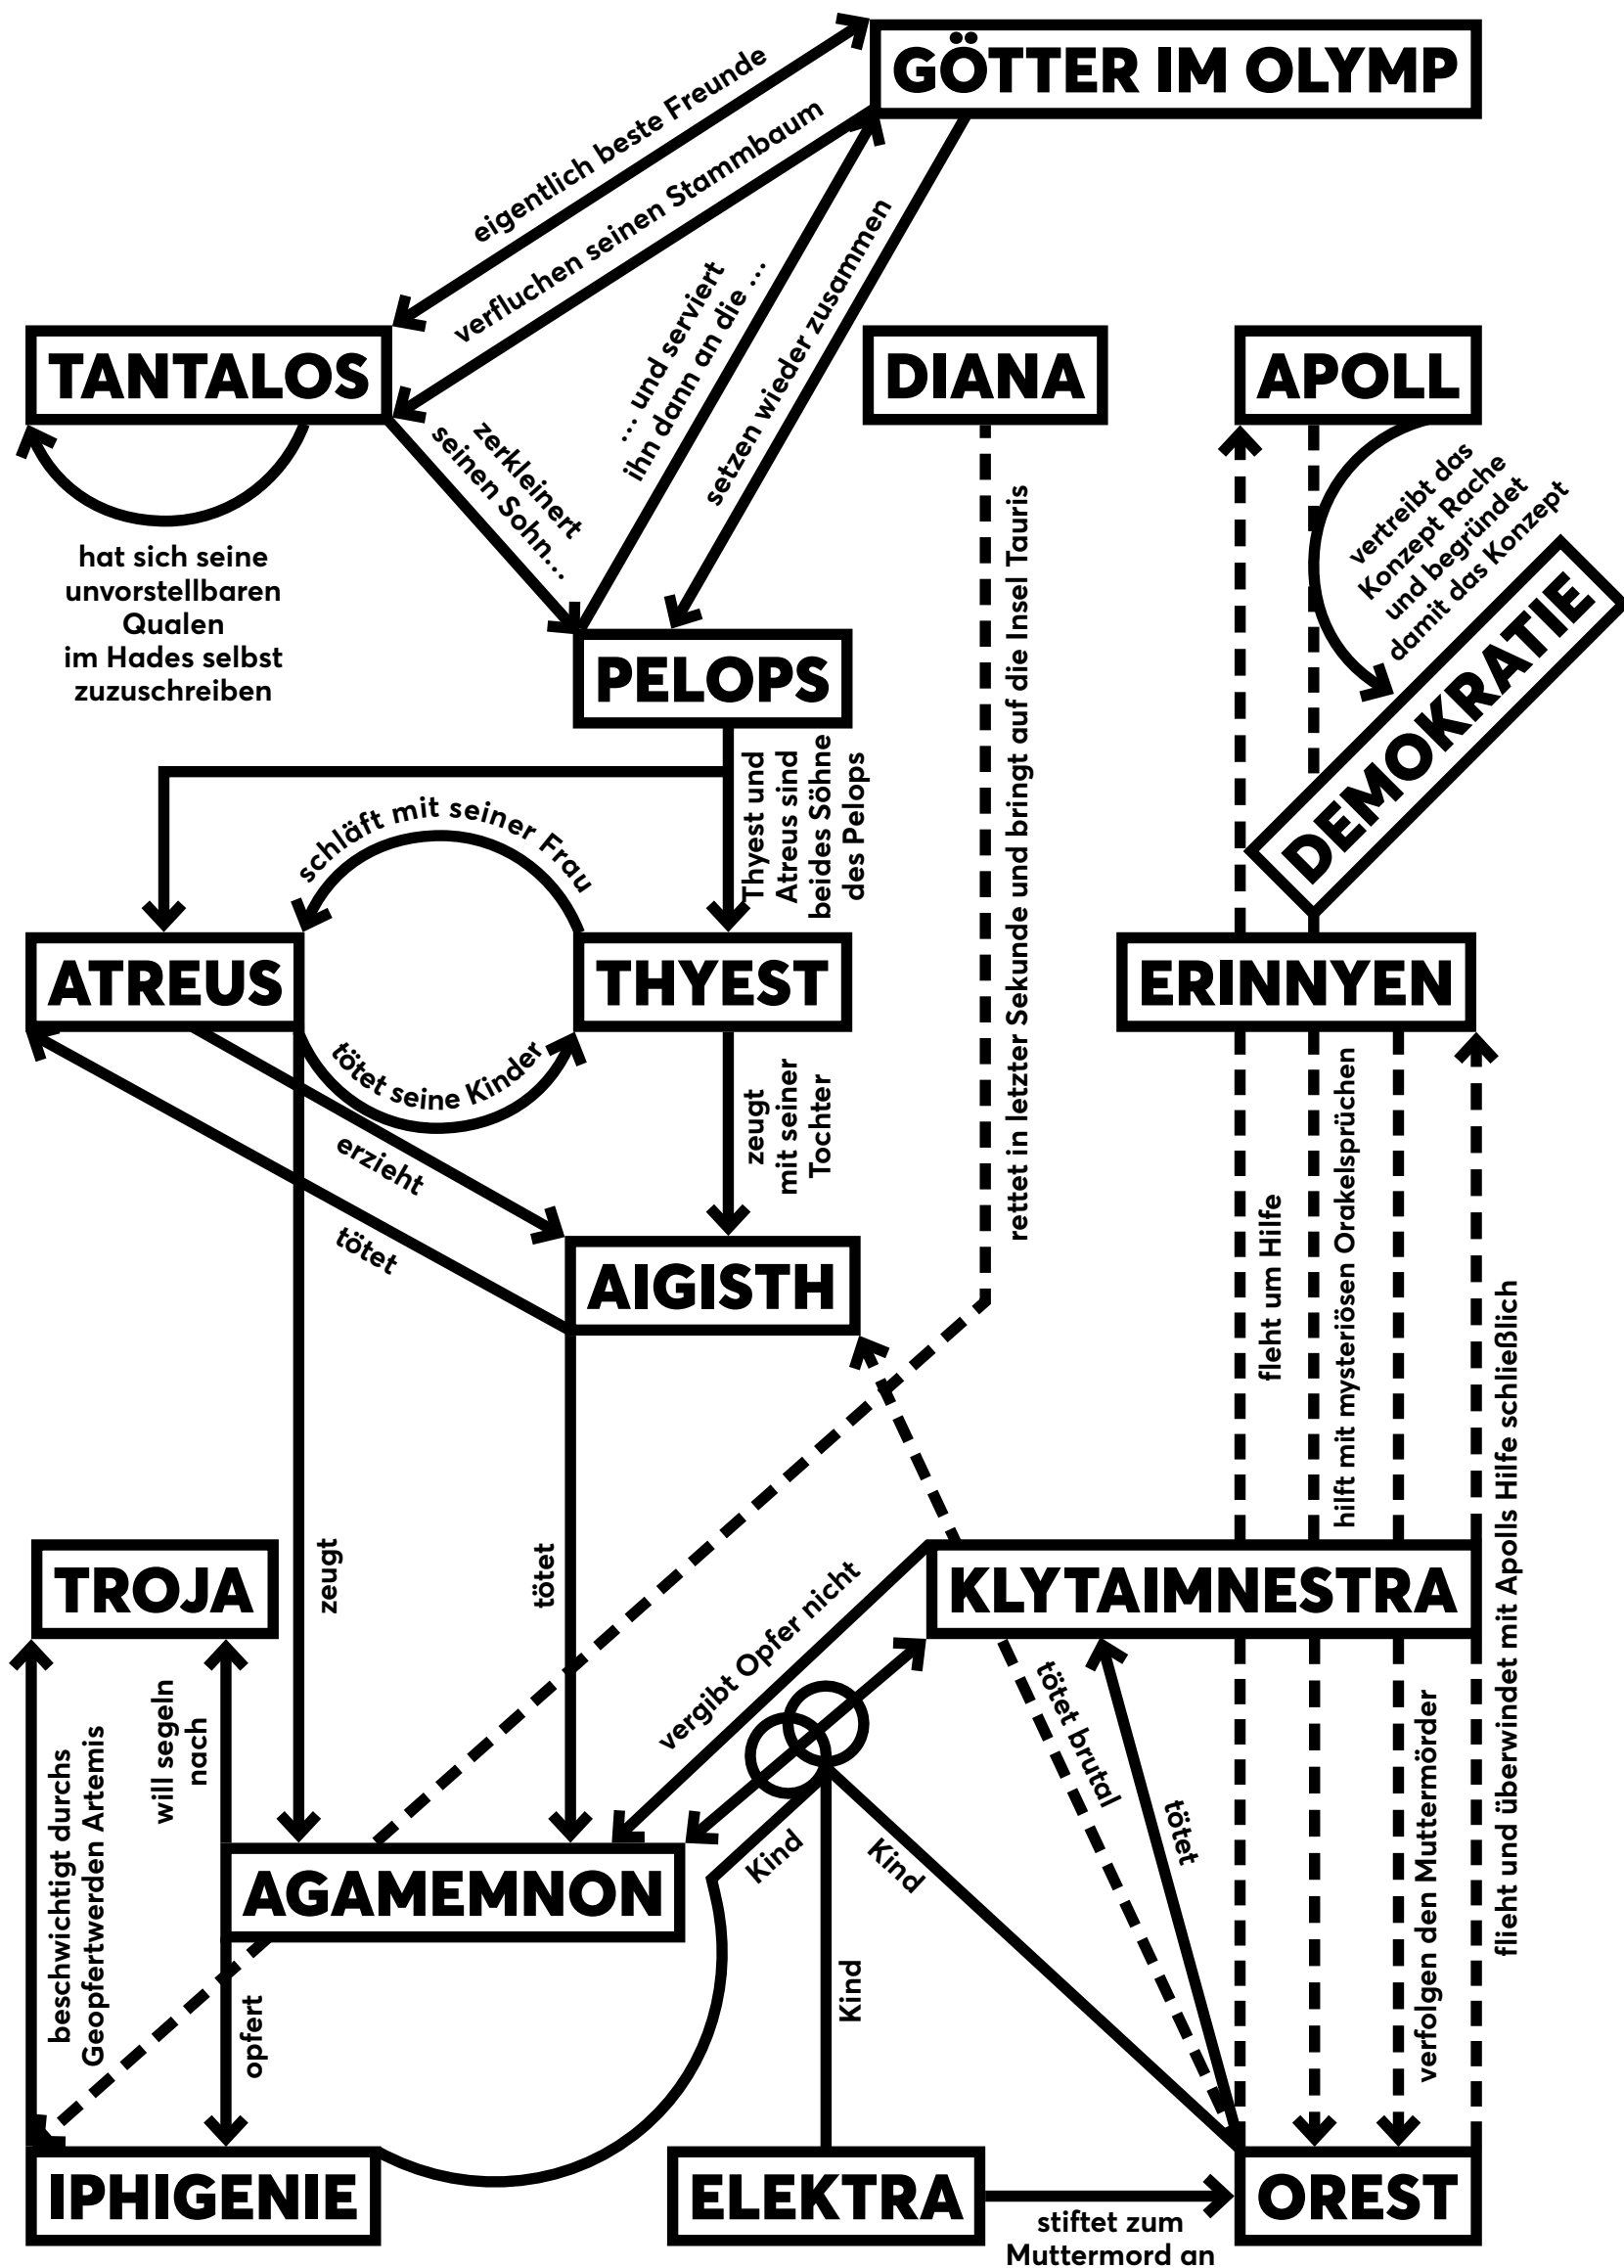 GÖTTER IM OLYMP
eigentlich beste Freunde
verfluchen seinen Stammbaum
… und serviert
ihn dann an die …
setzen wieder zusammen
TANTALOS
DIANA
APOLL
zerkleinert
seinen Sohn…
hat sich seine
unvorstellbaren
Qualen
im Hades selbst
zuzuschreiben
vertreibt das
Konzept Rache
und begründet
damit das Konzept
DEMOKRATIE
PELOPS
Thyest und
Atreus sind
beides Söhne
des Pelops
schläft mit seiner Frau
rettet in letzter Sekunde und bringt auf die Insel Tauris
ATREUS
THYEST
ERINNYEN
tötet seine Kinder
erzieht
tötet
zeugt
mit seiner
Tochter
fleht um Hilfe
hilft mit mysteriösen Orakelsprüchen
flieht und überwindet mit Apolls Hilfe schließlich
AIGISTH
TROJA
zeugt
tötet
vergibt Opfer nicht
KLYTAIMNESTRA
beschwichtigt durchs
Geopfertwerden Artemis
will segeln
nach
tötet brutal
tötet
verfolgen den Muttermörder
AGAMEMNON
Kind
Kind
Kind
opfert
IPHIGENIE
ELEKTRA
OREST
stiftet zum
Muttermord an